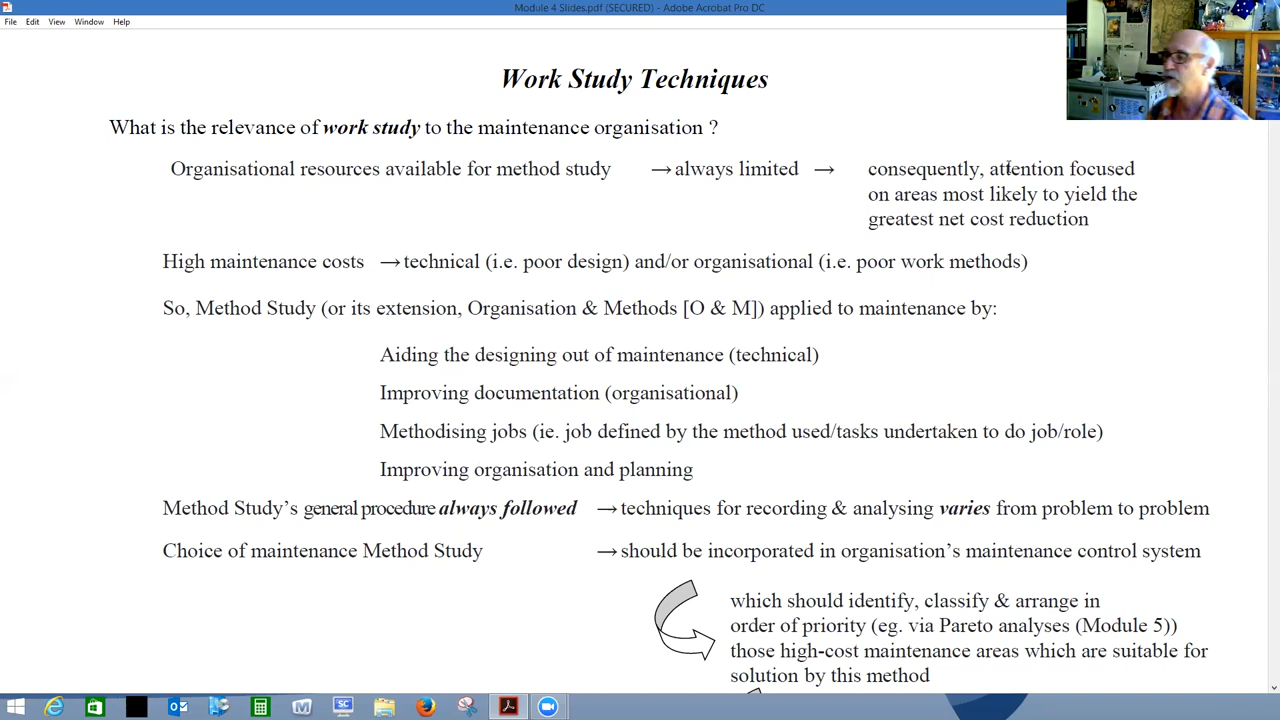 Module 4 Slides.pdf (SECURED) - Adobe Acrobat Pro DC
File Edit View Window Help
Work Study Techniques
What is the relevance of work study to the maintenance organisation ?
Organisational resources available for method study → always limited → consequently, attention focused
on areas most likely to yield the
greatest net cost reduction
High maintenance costs → technical (i.e. poor design) and/or organisational (i.e. poor work methods)
So, Method Study (or its extension, Organisation & Methods [O & M]) applied to maintenance by:
Aiding the designing out of maintenance (technical)
Improving documentation (organisational)
Methodising jobs (ie. job defined by the method used/tasks undertaken to do job/role)
Improving organisation and planning
Method Study's general procedure always followed → techniques for recording & analysing varies from problem to problem
Choice of maintenance Method Study → should be incorporated in organisation's maintenance control system
which should identify, classify & arrange in
order of priority (eg. via Pareto analyses (Module 5))
those high-cost maintenance areas which are suitable for
solution by this method